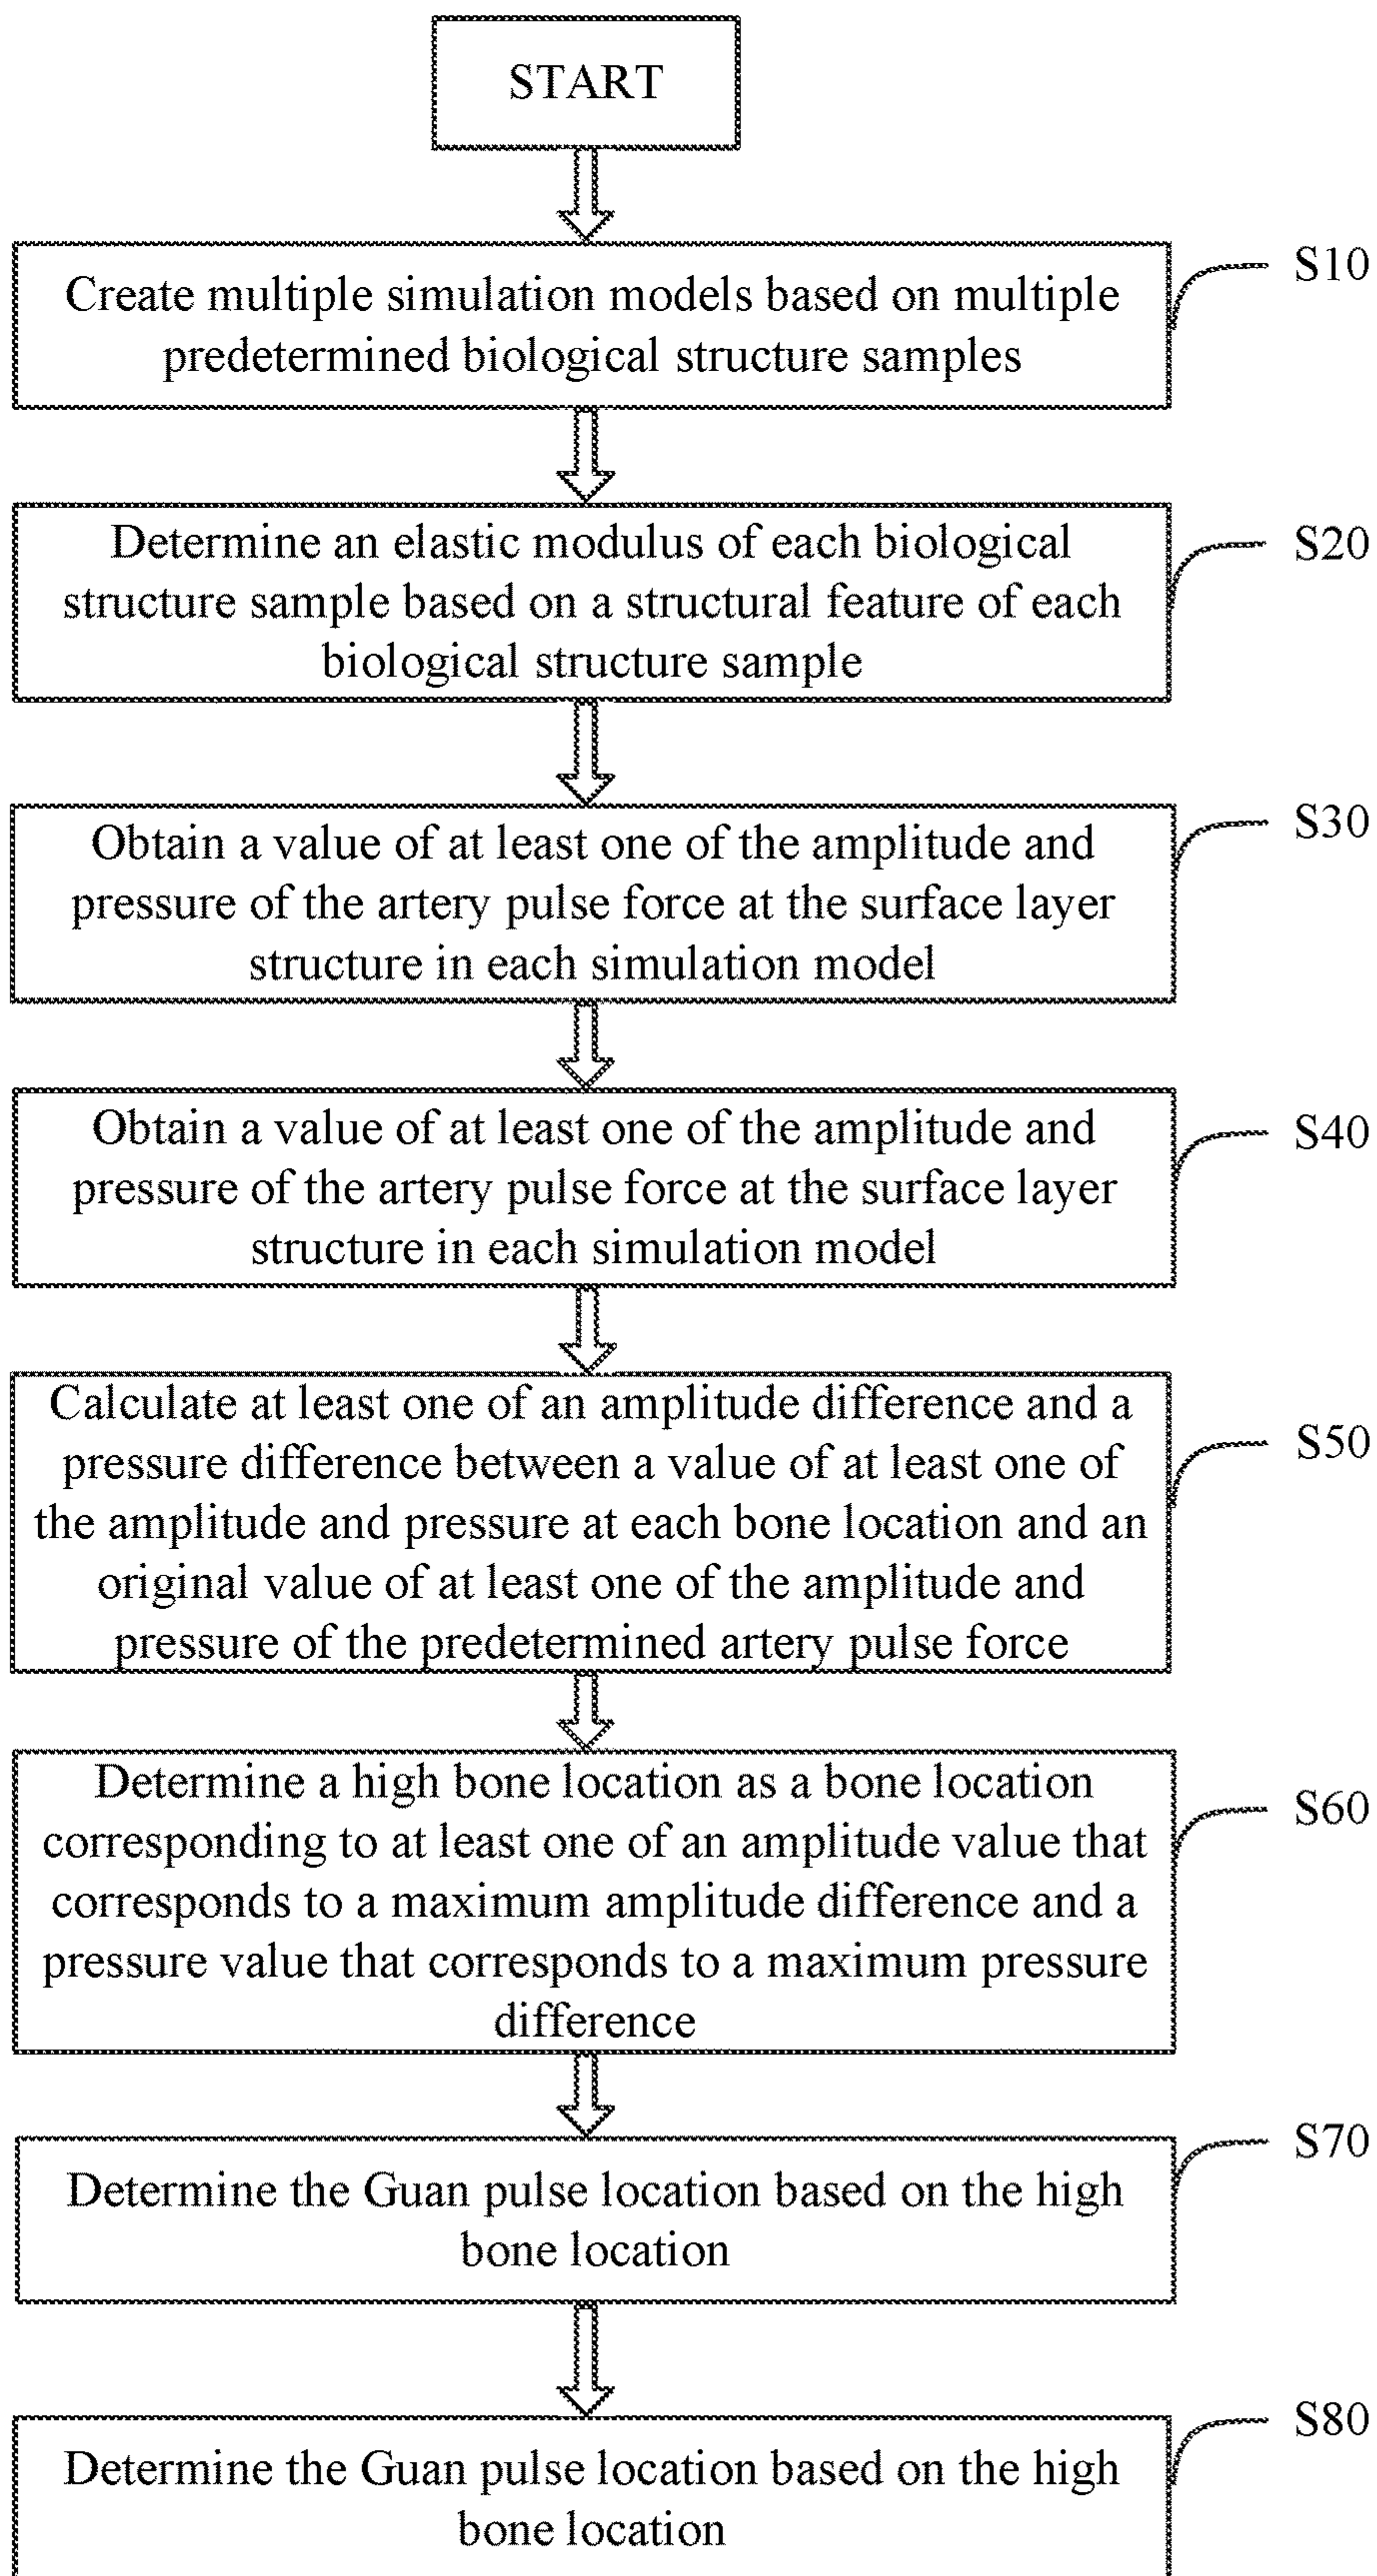 START
Create multiple simulation models based on multiple
predetermined biological structure samples
S10
Determine an elastic modulus of each biological
structure sample based on a structural feature of each
biological structure sample
S20
Obtain a value of at least one of the amplitude and
pressure of the artery pulse force at the surface layer
structure in each simulation model
S30
Obtain a value of at least one of the amplitude and
pressure of the artery pulse force at the surface layer
structure in each simulation model
S40
Calculate at least one of an amplitude difference and a
pressure difference between a value of at least one of
the amplitude and pressure at each bone location and an
original value of at least one of the amplitude and
pressure of the predetermined artery pulse force
S50
Determine a high bone location as a bone location
corresponding to at least one of an amplitude value that
corresponds to a maximum amplitude difference and a
pressure value that corresponds to a maximum pressure
difference
S60
Determine the Guan pulse location based on the high
bone location
S70
Determine the Guan pulse location based on the high
bone location
S80